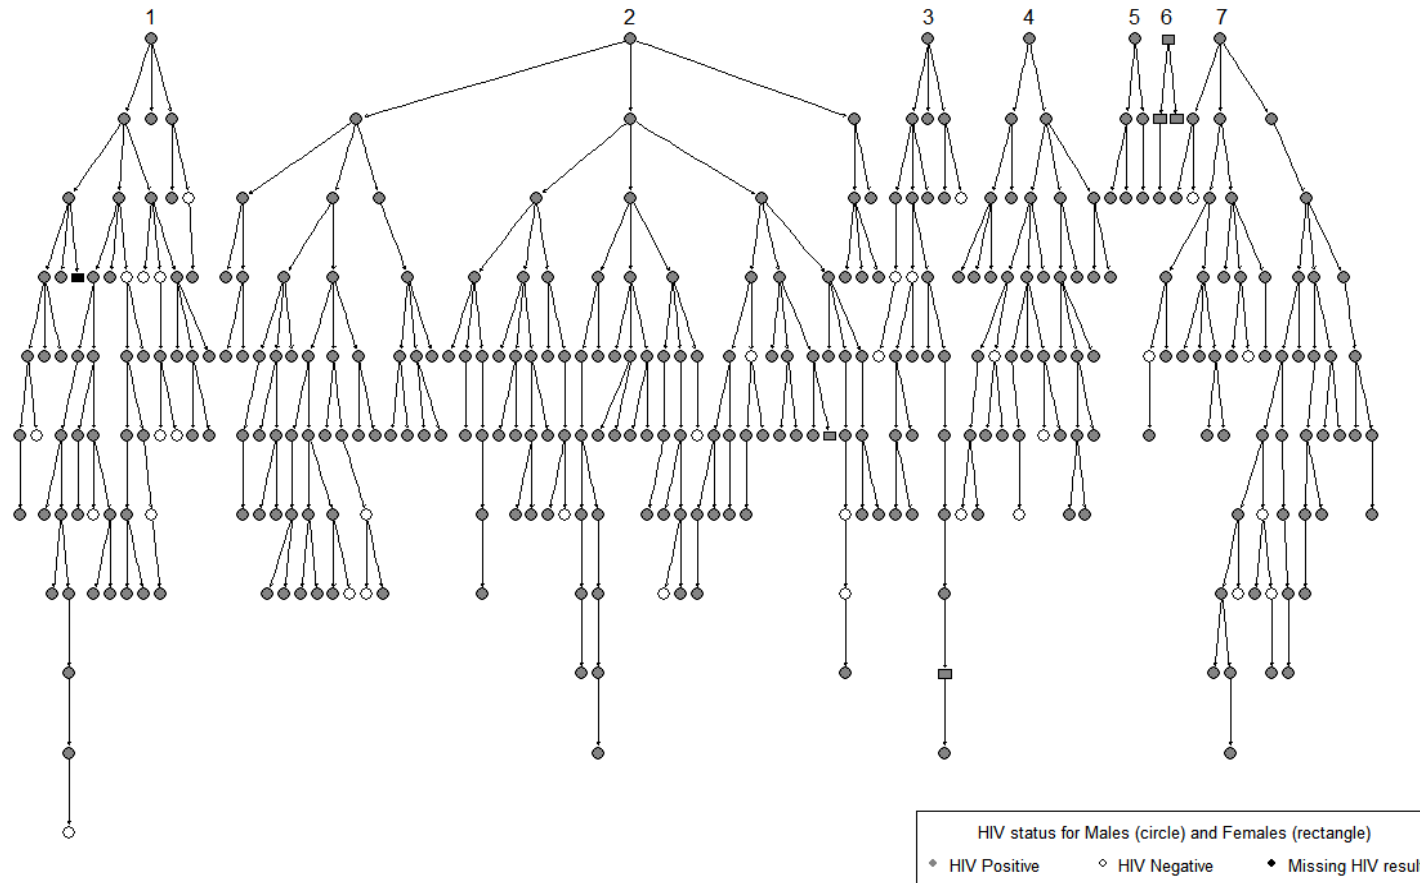 1 2 3 4 5 6 7
HIV status for Males (circle) and Females (rectangle)
HIV Positive HIV Negative Missing HIV resul